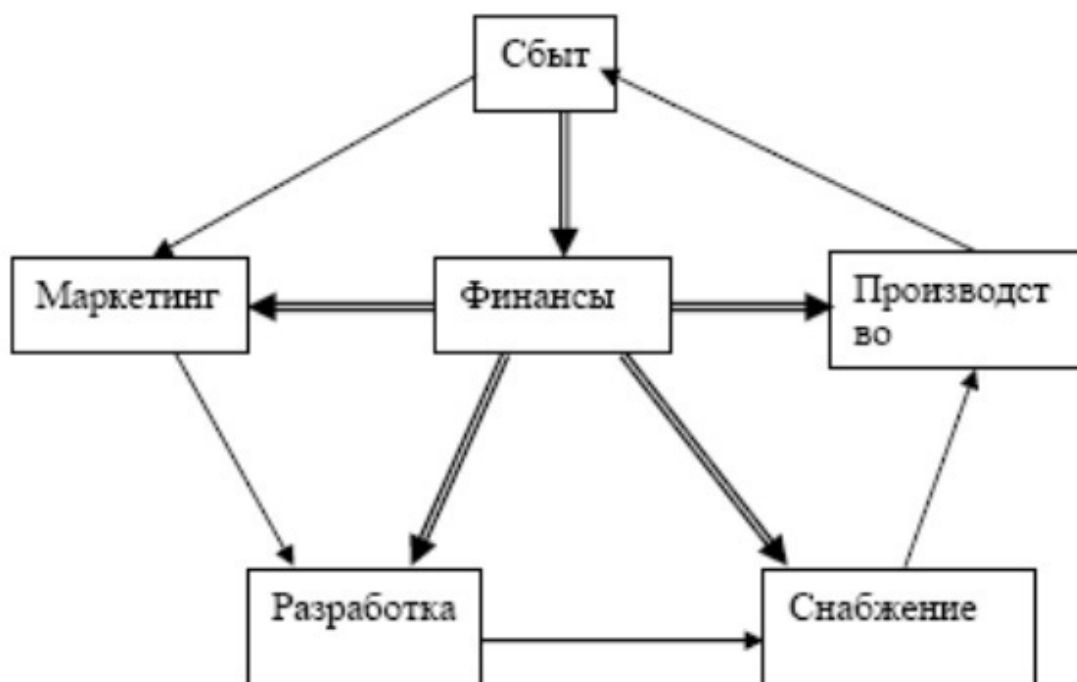 Сбыт
Маркетинг
Финансы
Производст
во
Разработка
Снабжение